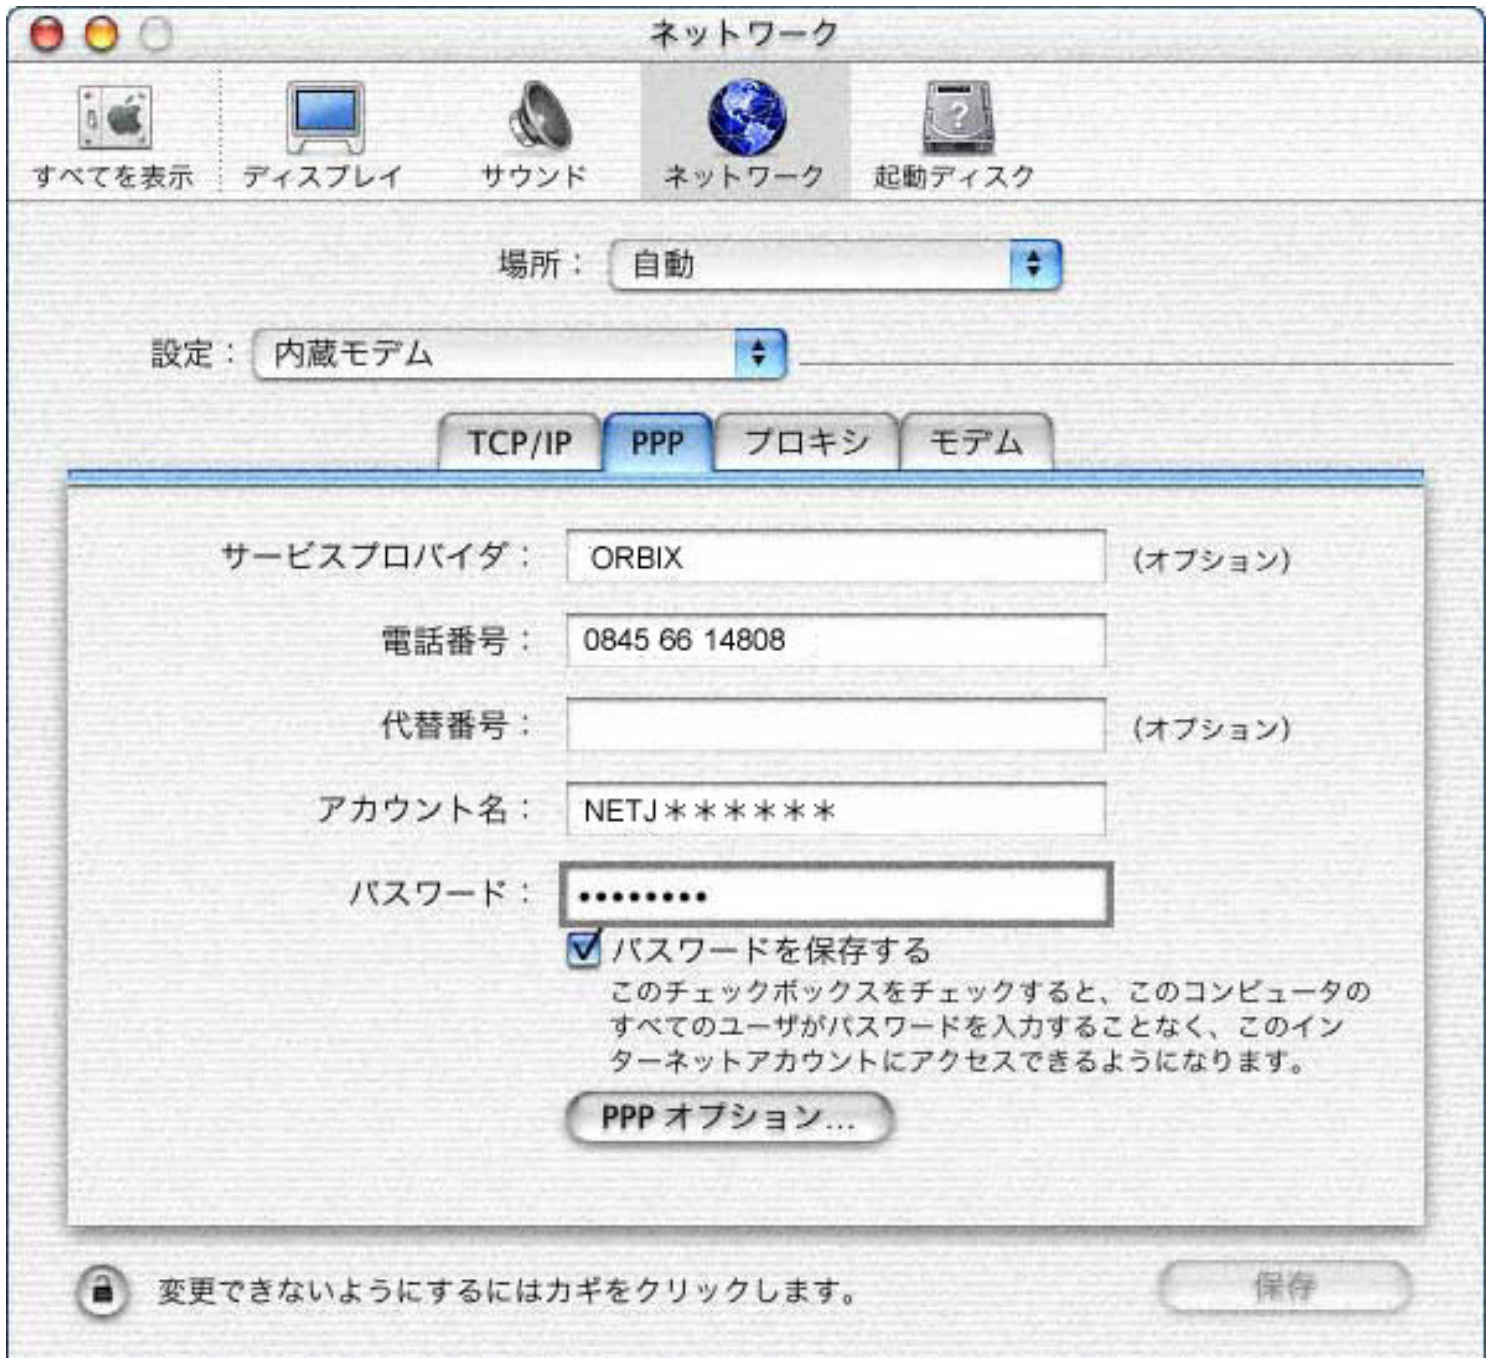 ネットワーク
すべてを表示 ディスプレイ サウンド ネットワーク 起動ディスク
場所： 自動
設定： 内蔵モデム
TCP/IP PPP プロキシ モデム
サービスプロバイダ： ORBIX (オプション)
電話番号： 0845 66 14808
代替番号： (オプション)
アカウント名： NETJ＊＊＊＊＊＊
パスワード： ••••••••
パスワードを保存する
このチェックボックスをチェックすると、このコンピュータの
すべてのユーザがパスワードを入力することなく、このイン
ターネットアカウントにアクセスできるようになります。
PPP オプション...
変更できないようにするにはカギをクリックします。 保存